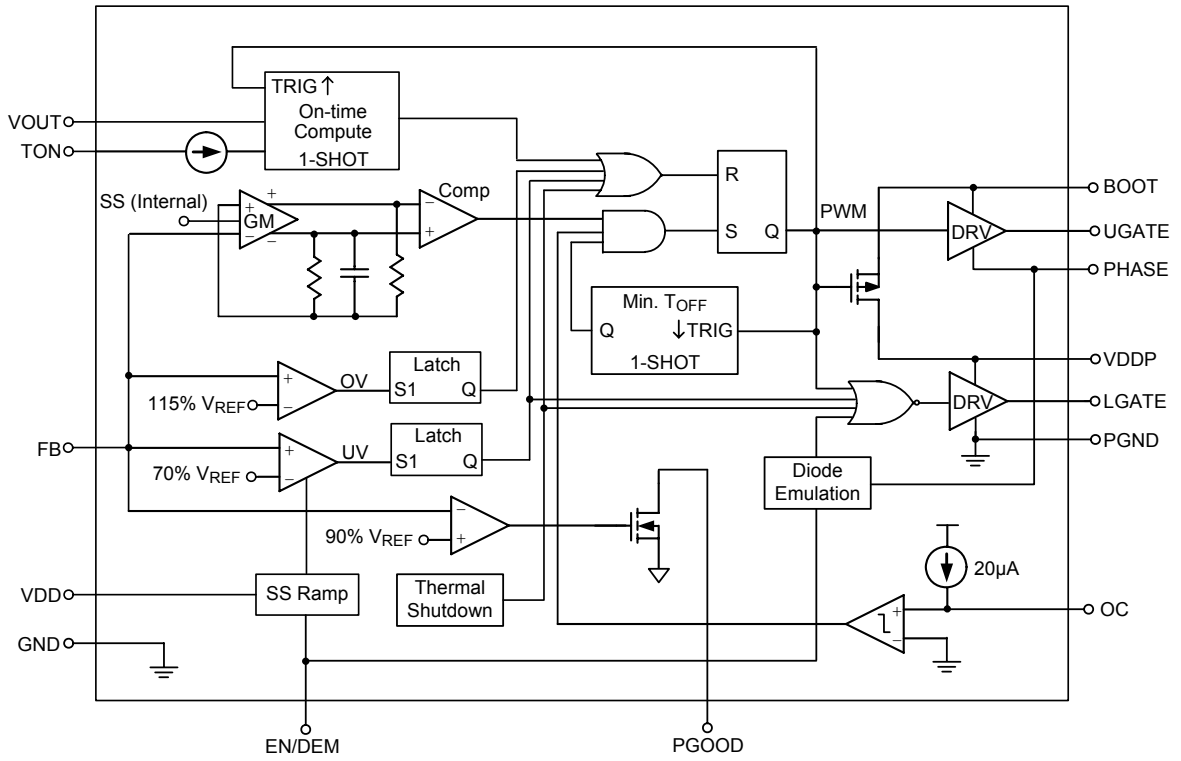 TRIG↑
On-time
Compute
1-SHOT
VOUT
TON
SS (Internal)
+
GM
−
+
−
Comp
−
+
R
S
Q
PWM
BOOT
DRV
UGATE
PHASE
Min. TOFF
Q
↓TRIG
1-SHOT
VDDP
DRV
LGATE
PGND
+
−
OV
115% VREF
Latch
S1
Q
FB
+
−
UV
70% VREF
Latch
S1
Q
Diode
Emulation
−
+
90% VREF
20µA
VDD
SS Ramp
Thermal
Shutdown
+
−
OC
GND
EN/DEM
PGOOD